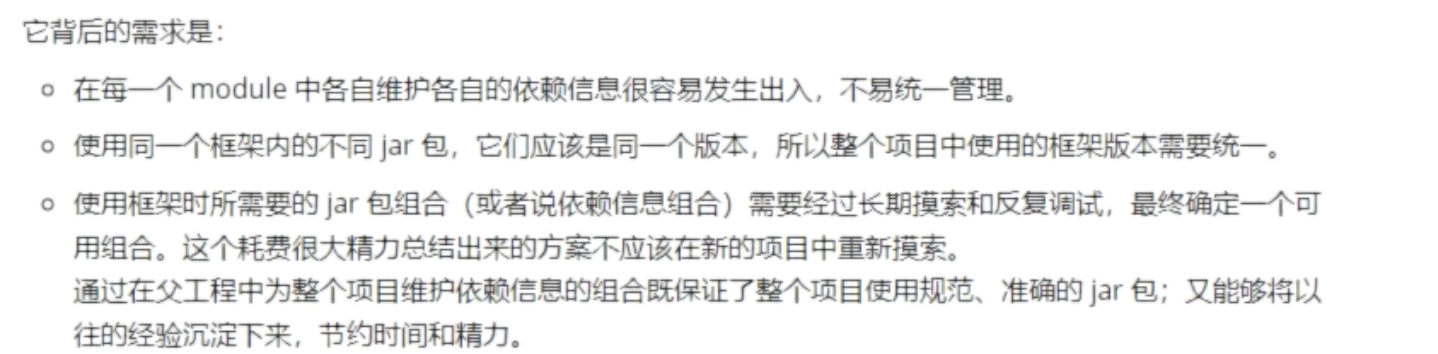 它背后的需求是：
在每一个 module 中各自维护各自的依赖信息很容易发生出入，不易统一管理。
使用同一个框架内的不同 jar 包，它们应该是同一个版本，所以整个项目中使用的框架版本需要统一。
使用框架时所需要的 jar 包组合（或者说依赖信息组合）需要经过长期摸索和反复调试，最终确定一个可
用组合。这个耗费很大精力总结出来的方案不应该在新的项目中重新摸索。
通过在父工程中为整个项目维护依赖信息的组合既保证了整个项目使用规范、准确的 jar 包；又能够将以
往的经验沉淀下来，节约时间和精力。